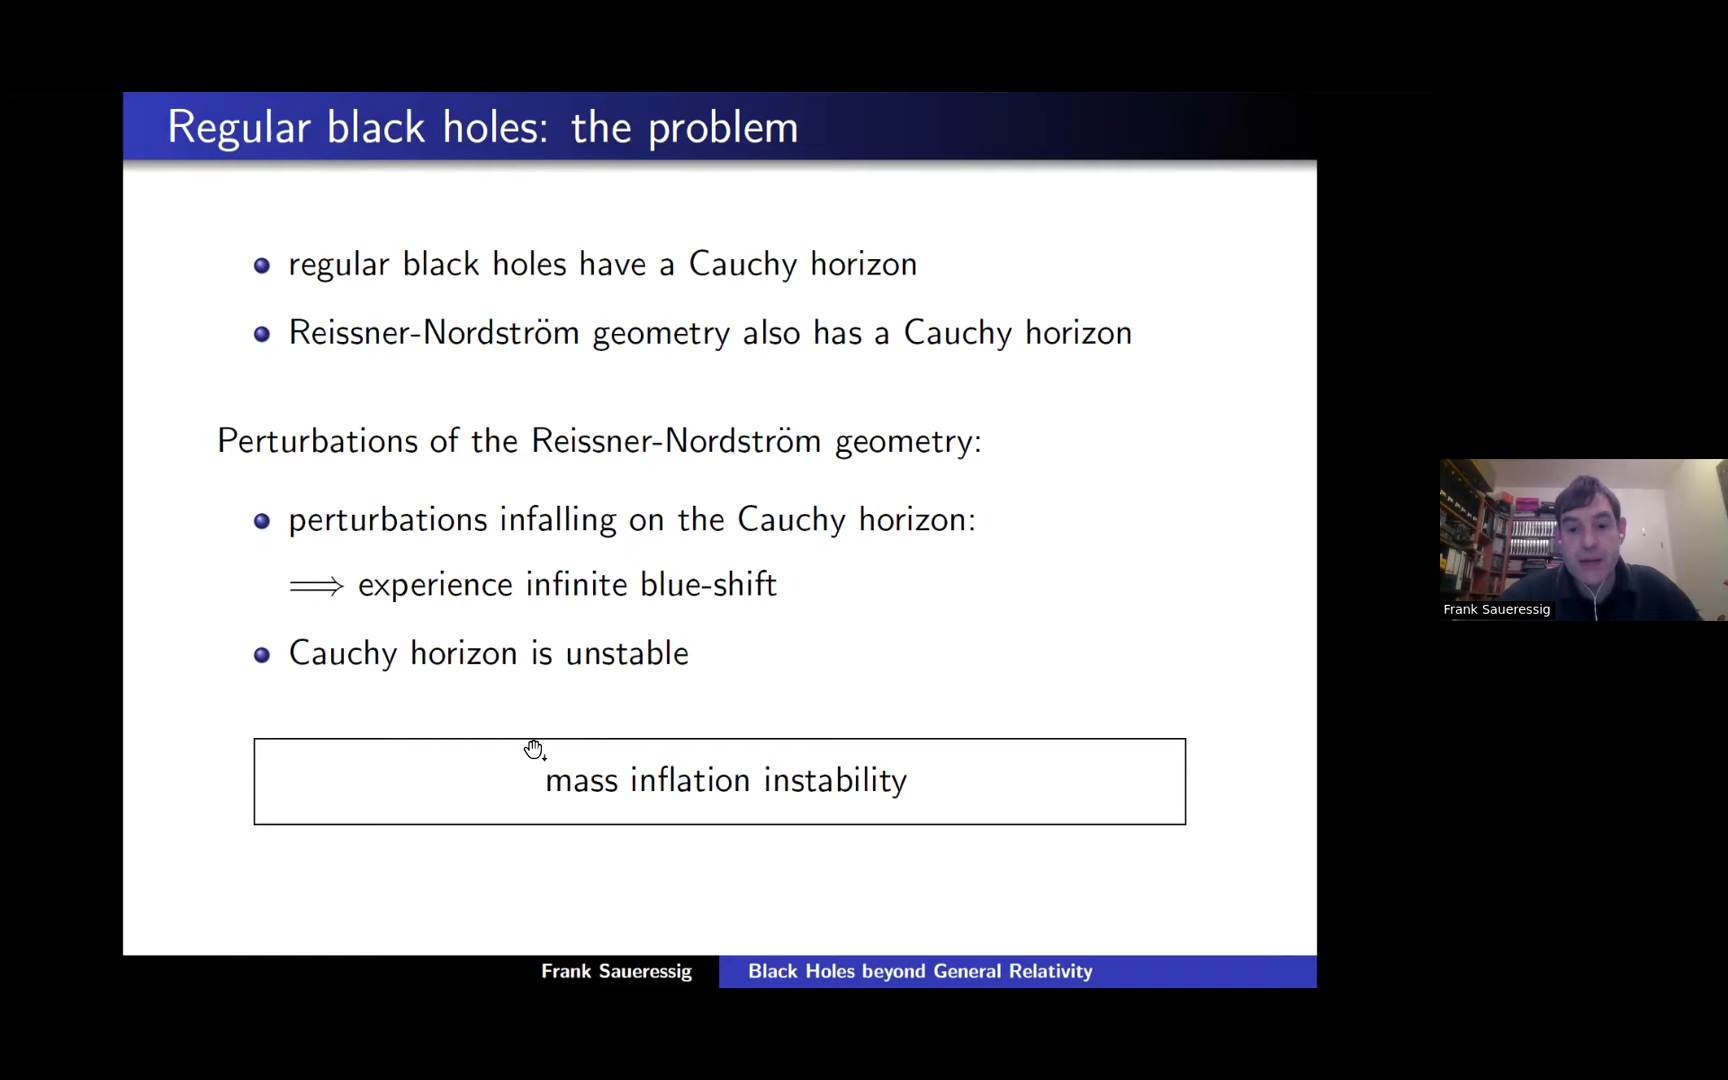 Regular black holes: the problem
regular black holes have a Cauchy horizon
Reissner-Nordström geometry also has a Cauchy horizon
Perturbations of the Reissner-Nordström geometry:
perturbations infalling on the Cauchy horizon:
⟹ experience infinite blue-shift
Cauchy horizon is unstable
mass inflation instability
Frank Saueressig
Frank Saueressig Black Holes beyond General Relativity